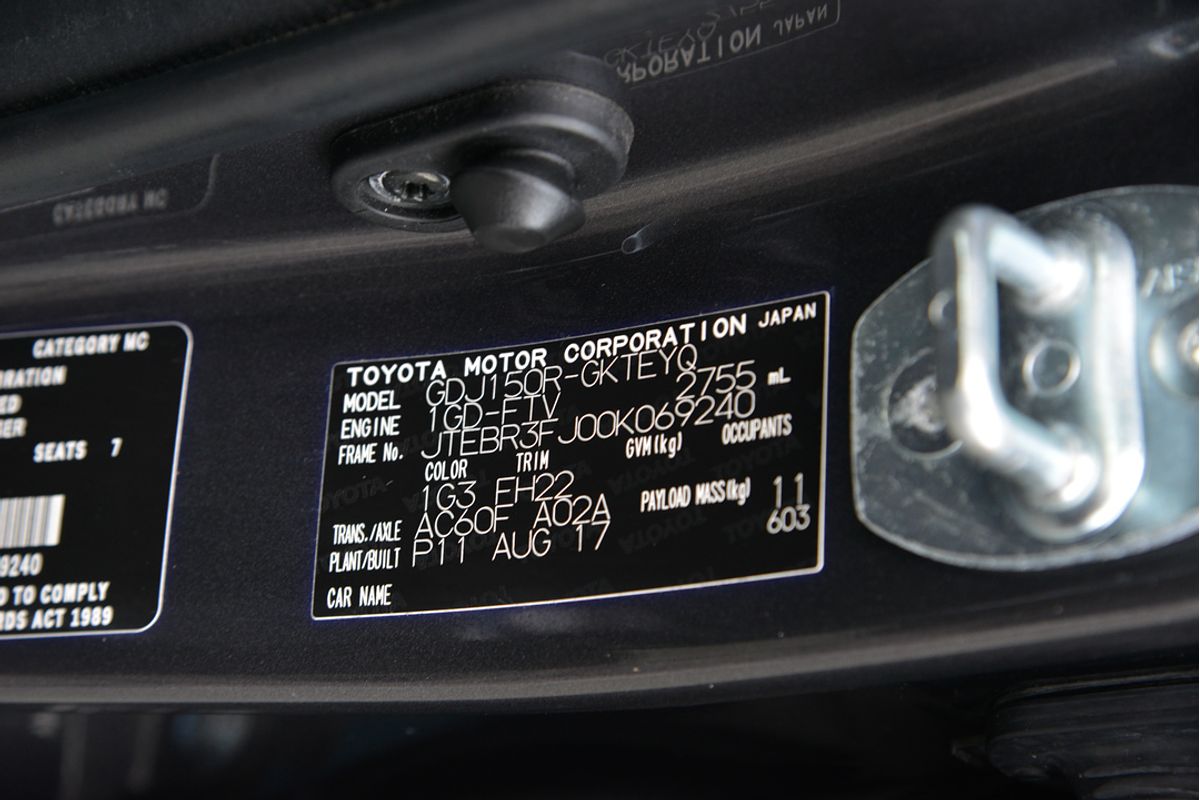 CATEGORY MC
SEATS 7
9240
D TO COMPLY
RDS ACT 1989
TOYOTA MOTOR CORPORATION JAPAN
MODEL GDJ150R-GKTEYQ
ENGINE 1GD-FTV 2755 mL
FRAME No. JTEBR3FJ00K069240
COLOR TRIM GVM(kg) OCCUPANTS
1G3 FH22
TRANS./AXLE AC60F A02A PAYLOAD MASS(kg) 11
PLANT/BUILT P11 AUG 17 603
CAR NAME